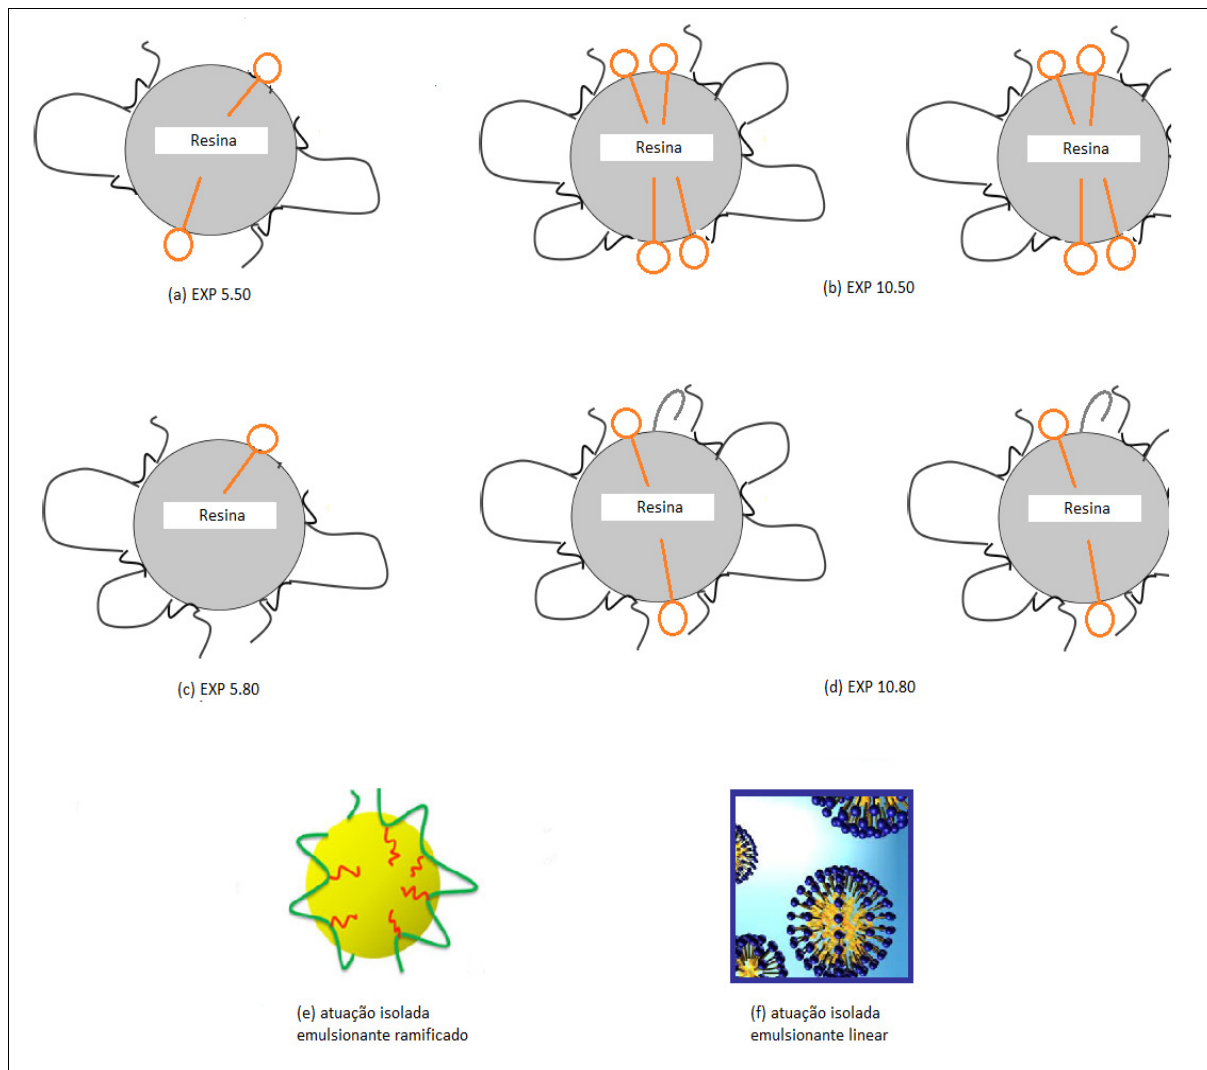 Resina
Resina
Resina
(a) EXP 5.50
(b) EXP 10.50
Resina
Resina
Resina
(c) EXP 5.80
(d) EXP 10.80
(e) atuação isolada
emulsionante ramificado
(f) atuação isolada
emulsionante linear